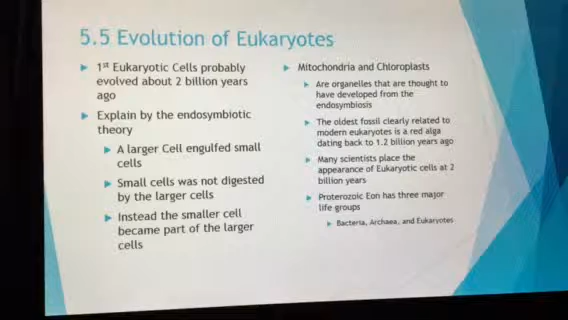 5.5 Evolution of Eukaryotes
1st Eukaryotic Cells probably
evolved about 2 billion years
ago
Explain by the endosymbiotic
theory
A larger Cell engulfed small
cells
Small cells was not digested
by the larger cells
Instead the smaller cell
became part of the larger
cells
Mitochondria and Chloroplasts
Are organelles that are thought to
have developed from the
endosymbiosis
The oldest fossil clearly related to
modern eukaryotes is a red alga
dating back to 1.2 billion years ago
Many scientists place the
appearance of Eukaryotic cells at 2
billion years
Proterozoic Eon has three major
life groups
Bacteria, Archaea, and Eukaryotes